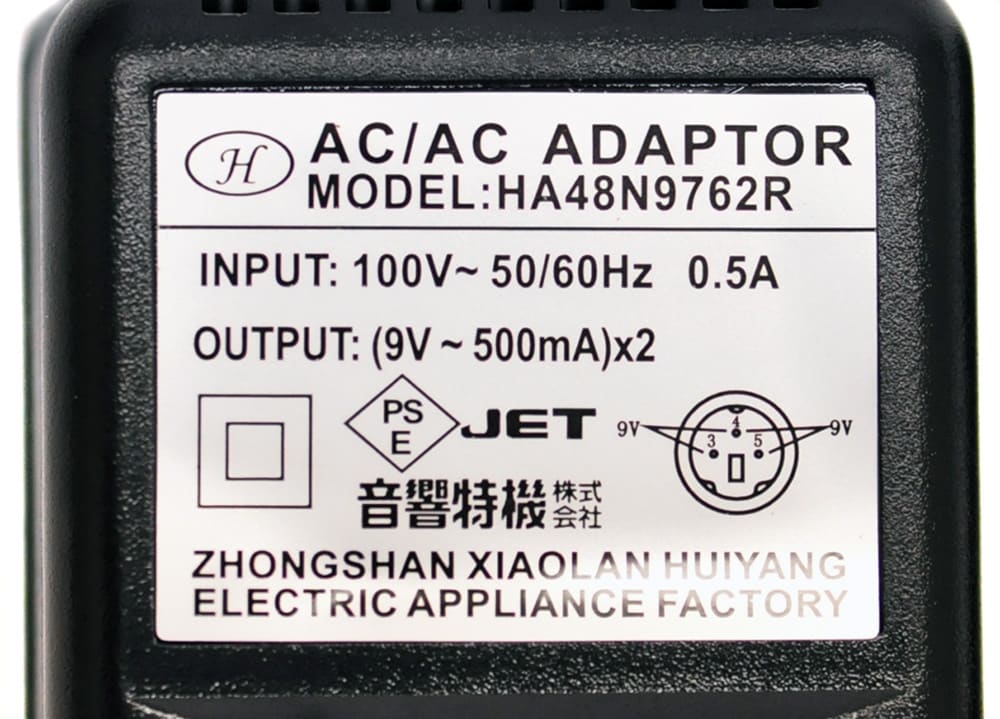 H
AC/AC ADAPTOR
MODEL:HA48N9762R
INPUT: 100V~ 50/60Hz 0.5A
OUTPUT: (9V ~ 500mA)x2
PS
E
JET
9V
3
4
5
9V
音響特機 株式会社
ZHONGSHAN XIAOLAN HUIYANG
ELECTRIC APPLIANCE FACTORY